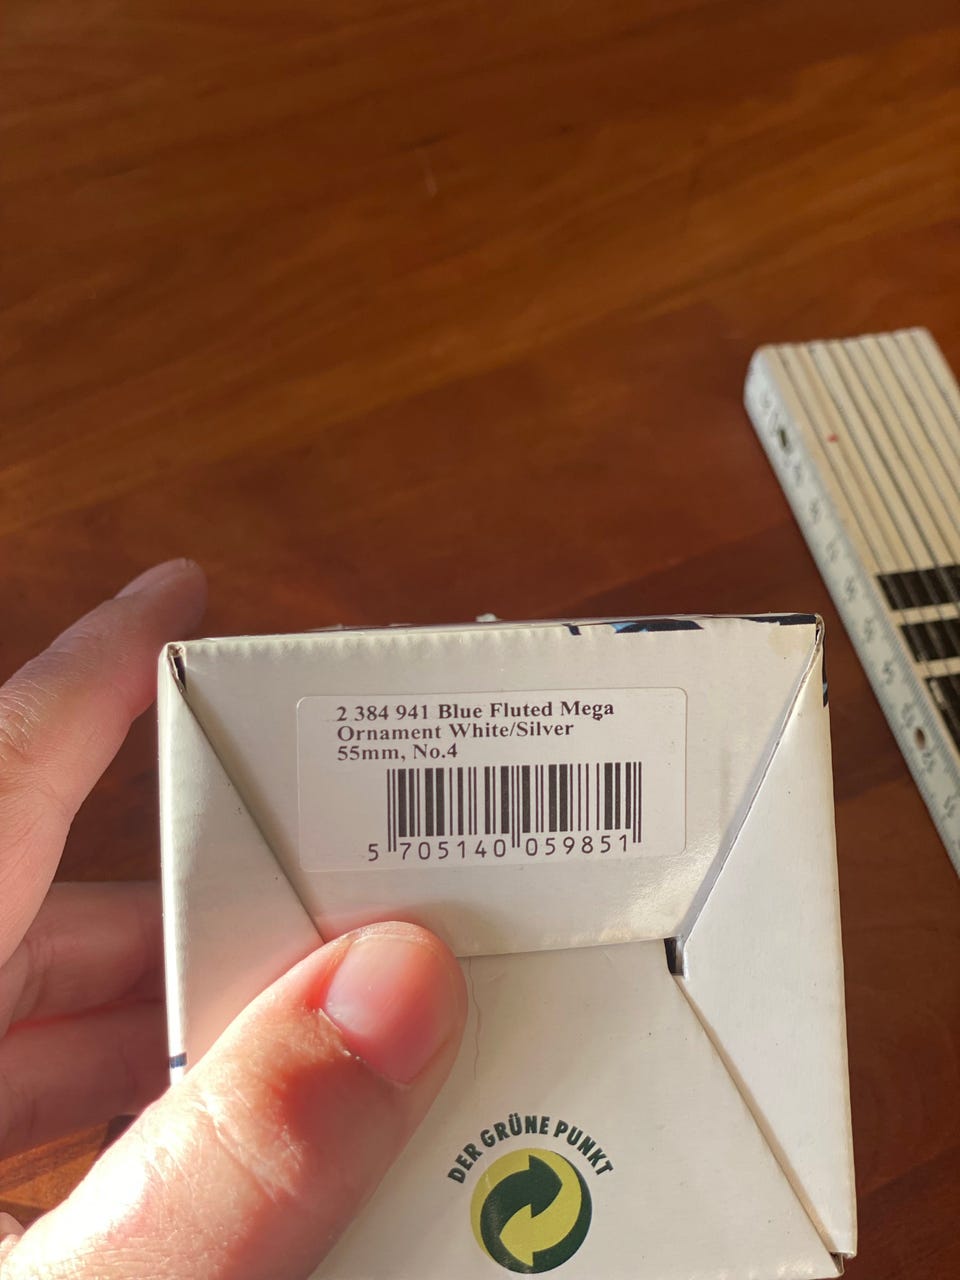 2 384 941 Blue Fluted Mega
Ornament White/Silver
55mm, No.4
5 705140 059851
DER GRÜNE PUNKT